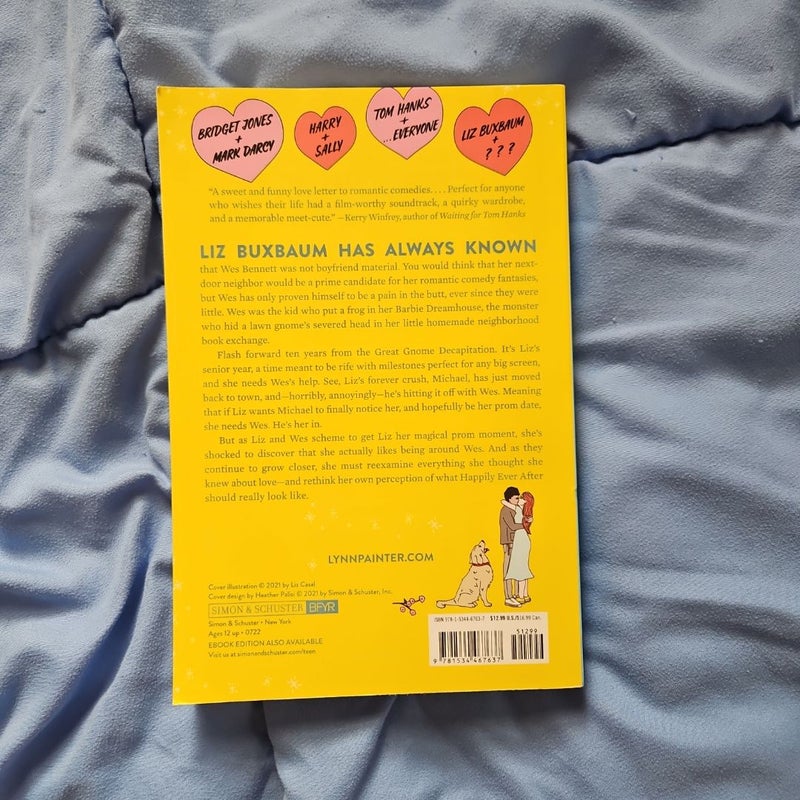 BRIDGET JONES
+
MARK DARCY
HARRY
+
SALLY
TOM HANKS
+
...EVERYONE
LIZ BUXBAUM
+
? ? ?
"A sweet and funny love letter to romantic comedies. . . . Perfect for anyone
who wishes their life had a film-worthy soundtrack, a quirky wardrobe,
and a memorable meet-cute." —Kerry Winfrey, author of Waiting for Tom Hanks
LIZ BUXBAUM HAS ALWAYS KNOWN
that Wes Bennett was not boyfriend material. You would think that her next-
door neighbor would be a prime candidate for her romantic comedy fantasies,
but Wes has only proven himself to be a pain in the butt, ever since they were
little. Wes was the kid who put a frog in her Barbie Dreamhouse, the monster
who hid a lawn gnome's severed head in her little homemade neighborhood
book exchange.
Flash forward ten years from the Great Gnome Decapitation. It's Liz's
senior year, a time meant to be rife with milestones perfect for any big screen,
and she needs Wes's help. See, Liz's forever crush, Michael, has just moved
back to town, and—horribly, annoyingly—he's hitting it off with Wes. Meaning
that if Liz wants Michael to finally notice her, and hopefully be her prom date,
she needs Wes. He's her in.
But as Liz and Wes scheme to get Liz her magical prom moment, she's
shocked to discover that she actually likes being around Wes. And as they
continue to grow closer, she must reexamine everything she thought she
knew about love—and rethink her own perception of what Happily Ever After
should really look like.
LYNNPAINTER.COM
Cover illustration © 2021 by Liz Casal
Cover design by Heather Palisi © 2021 by Simon & Schuster, Inc.
SIMON & SCHUSTER BFYR
Simon & Schuster • New York
Ages 12 up • 0722
EBOOK EDITION ALSO AVAILABLE
Visit us at simonandschuster.com/teen
ISBN 978-1-5344-6763-7 $12.99 U.S./$16.99 Can.
51299
9 781534 467637